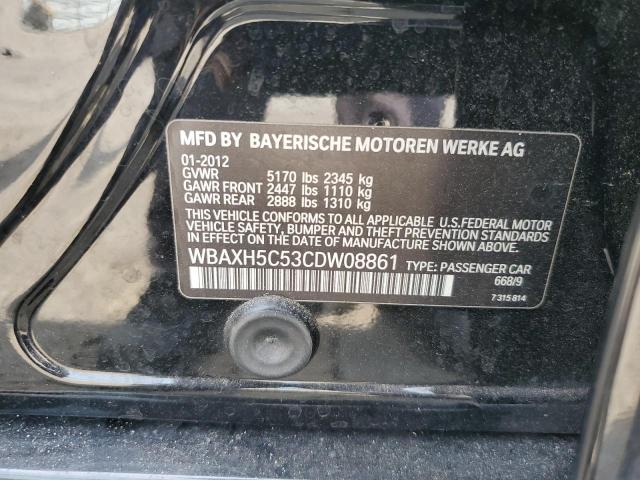 MFD BY BAYERISCHE MOTOREN WERKE AG
01-2012
GVWR 5170 lbs 2345 kg
GAWR FRONT 2447 lbs 1110 kg
GAWR REAR 2888 lbs 1310 kg
THIS VEHICLE CONFORMS TO ALL APPLICABLE U.S.FEDERAL MOTOR
VEHICLE SAFETY, BUMPER AND THEFT PREVENTION STANDARDS
IN EFFECT ON THE DATE OF MANUFACTURE SHOWN ABOVE.
WBAXH5C53CDW08861 TYPE: PASSENGER CAR
668/9
7315814